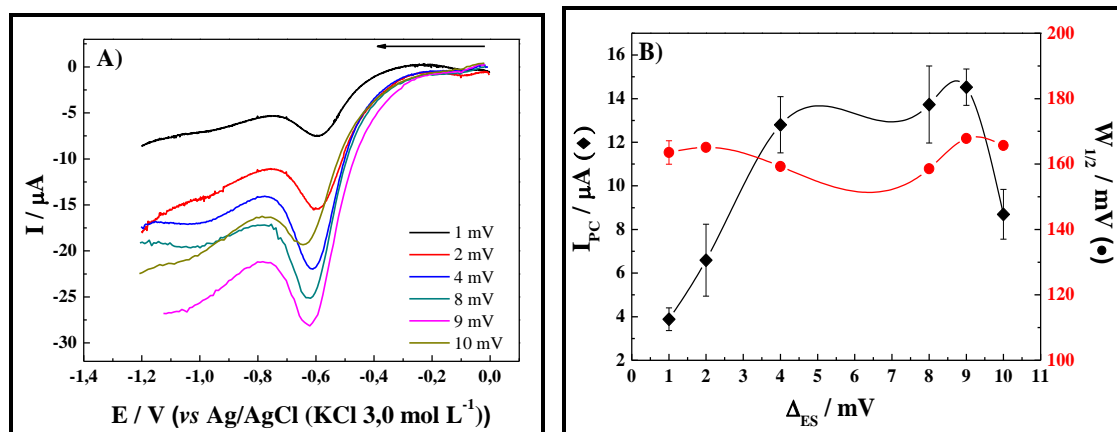 A)
I / µA
0
-5
-10
-15
-20
-25
-30
1 mV
2 mV
4 mV
8 mV
9 mV
10 mV
-1,4 -1,2 -1,0 -0,8 -0,6 -0,4 -0,2 0,0
E / V (vs Ag/AgCl (KCl 3,0 mol L⁻¹))
B)
I_PC / µA (◆)
16
14
12
10
8
6
4
2
200
180
160
140
120
100
W_1/2 / mV (●)
0 1 2 3 4 5 6 7 8 9 10 11
Δ_ES / mV